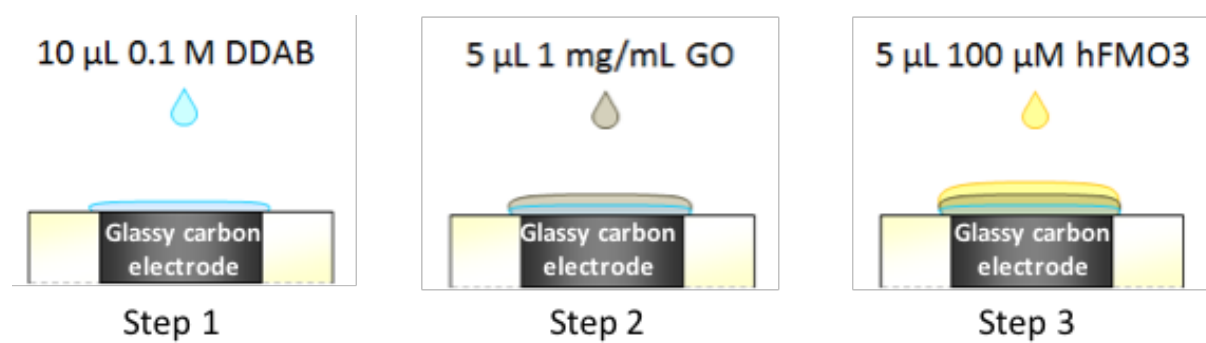 10 µL 0.1 M DDAB
Glassy carbon
electrode
Step 1
5 µL 1 mg/mL GO
Glassy carbon
electrode
Step 2
5 µL 100 µM hFMO3
Glassy carbon
electrode
Step 3